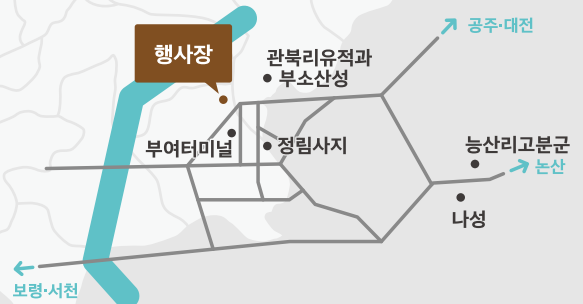 공주·대전
행사장
관북리유적과
부소산성
부여터미널
정림사지
능산리고분군
논산
나성
보령·서천